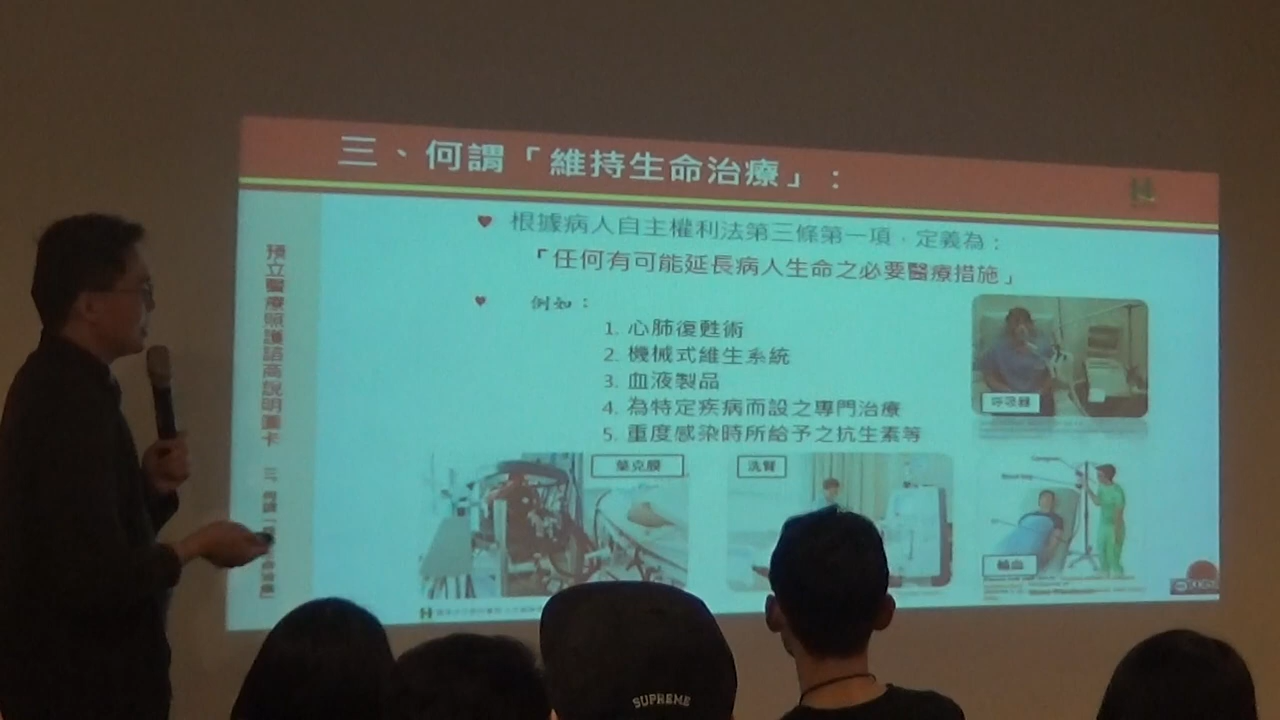 三、何謂「維持生命治療」：
根據病人自主權利法第三條第一項，定義為：
「任何有可能延長病人生命之必要醫療措施」
例如：
1. 心肺復甦術
2. 機械式維生系統
3. 血液製品
4. 為特定疾病而設之專門治療
5. 重度感染時所給予之抗生素等
呼吸器
葉克膜
洗腎
輸血
預立醫療照護諮商說明圖卡
SUPREME